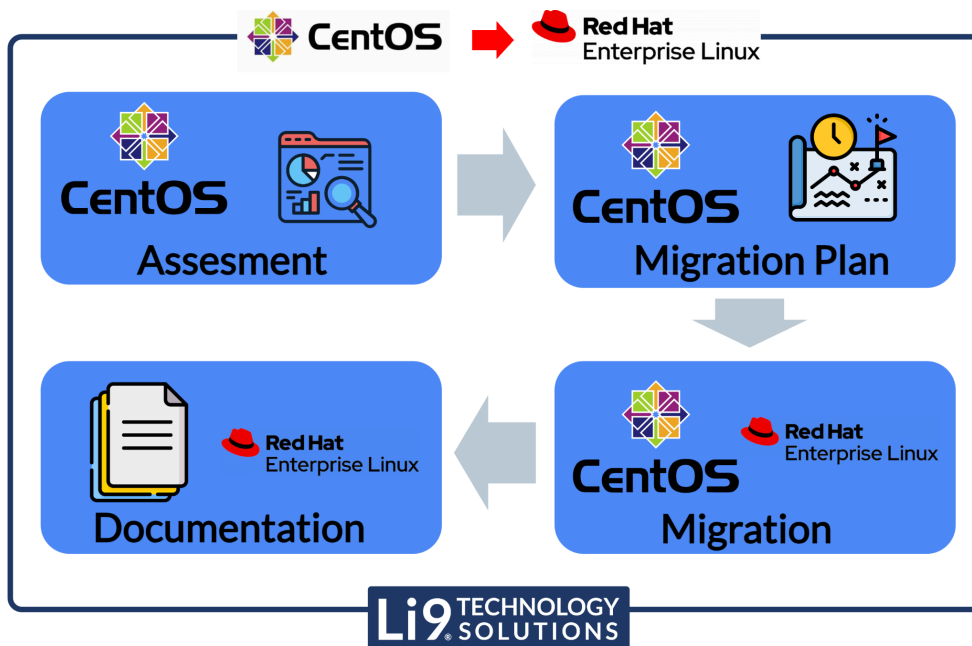 CentOS
Red Hat
Enterprise Linux
CentOS
Assesment
CentOS
Migration Plan
CentOS
Red Hat
Enterprise Linux
Migration
Red Hat
Enterprise Linux
Documentation
Li9® TECHNOLOGY
SOLUTIONS